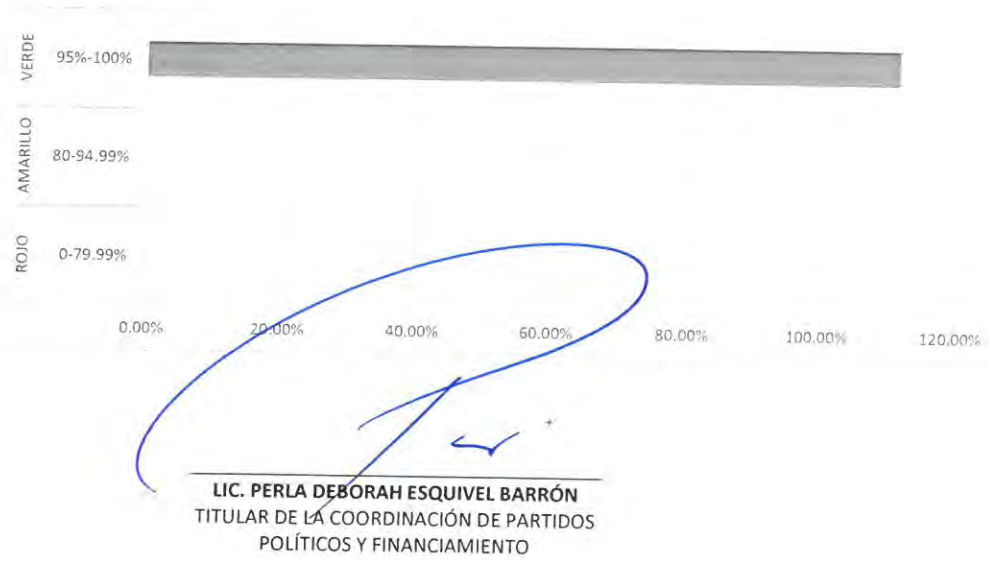 VERDE
95%-100%
AMARILLO
80-94.99%
ROJO
0-79.99%
0.00% 20.00% 40.00% 60.00% 80.00% 100.00% 120.00%
LIC. PERLA DEBORAH ESQUIVEL BARRÓN
TITULAR DE LA COORDINACIÓN DE PARTIDOS
POLÍTICOS Y FINANCIAMIENTO